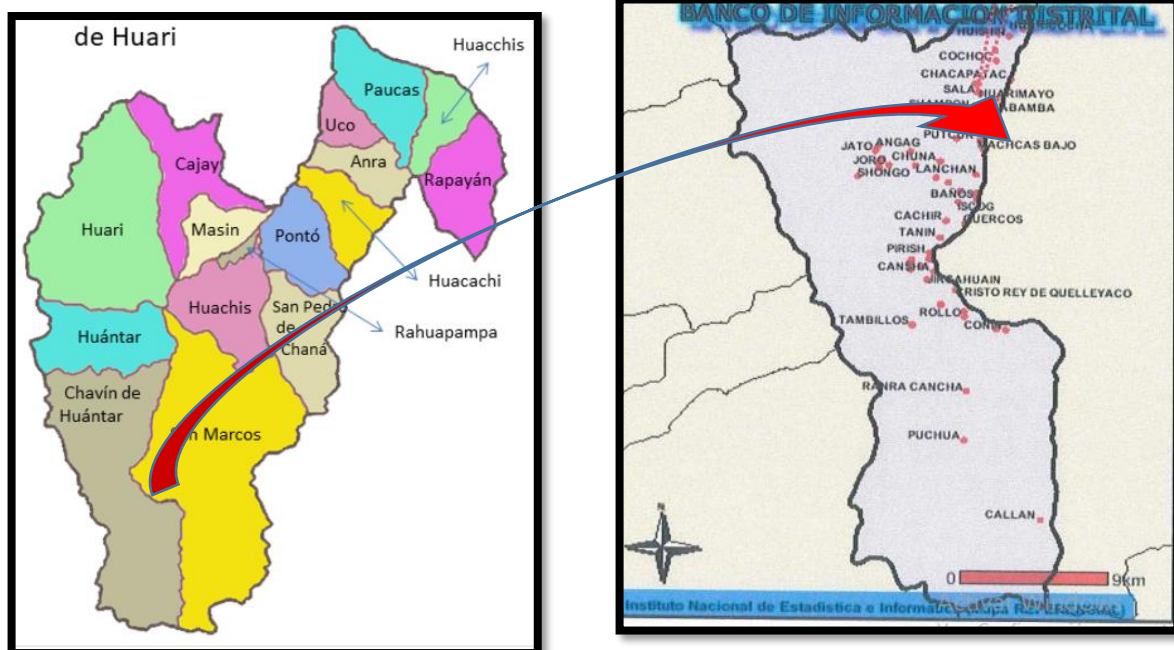 de Huari
Huacchis
Paucas
Uco
Cajay
Anra
Rapayán
Huari
Masin
Pontó
Huacachi
Huachis
San Pedro
de
Chaná
Rahuapampa
Huántar
Chavín de
Huántar
San Marcos
BANCO DE INFORMACION DISTRITAL
COCHOC
CHACAPATAC
SALA
HUARIMAYO
MACHCAS BAJO
JATO
ANGAG
JORO
CHUNA
SHONGO
LANCHAN
BAÑOS
ISCOG
CACHIR
QUERCOS
TANIN
PIRISH
CANSHA
CRISTO REY DE QUELLEYACO
ROLLO
TAMBILLOS
RANRA CANCHA
PUCHUA
CALLAN
N
0 9km
Instituto Nacional de Estadistica e Informatica